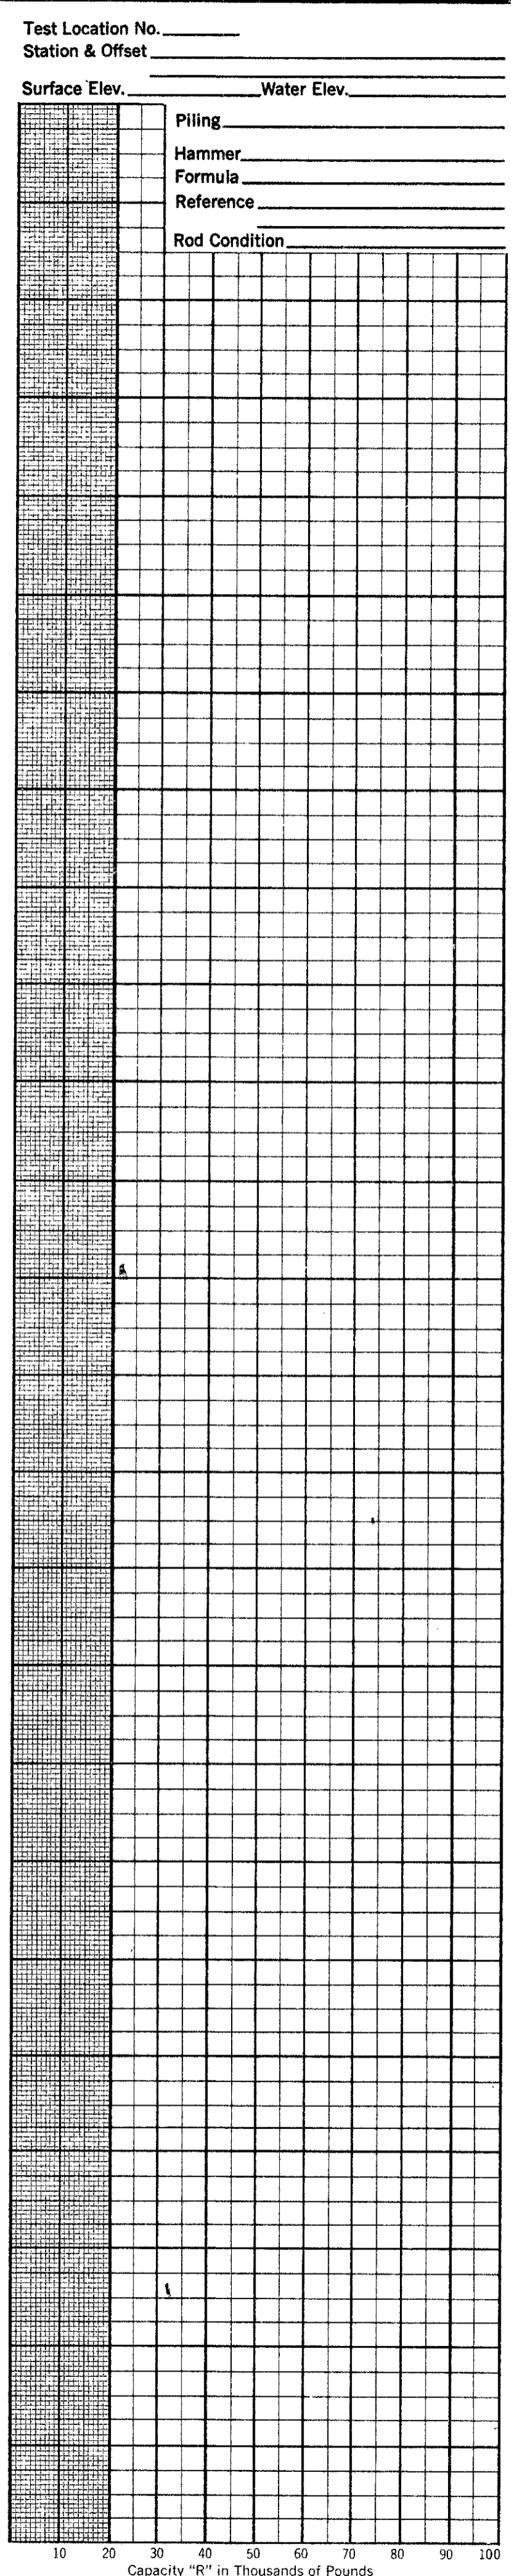 Test Location No.
Station & Offset
Surface Elev. Water Elev.
Piling
Hammer
Formula
Reference
Rod Condition
10 20 30 40 50 60 70 80 90 100
Capacity "R" in Thousands of Pounds